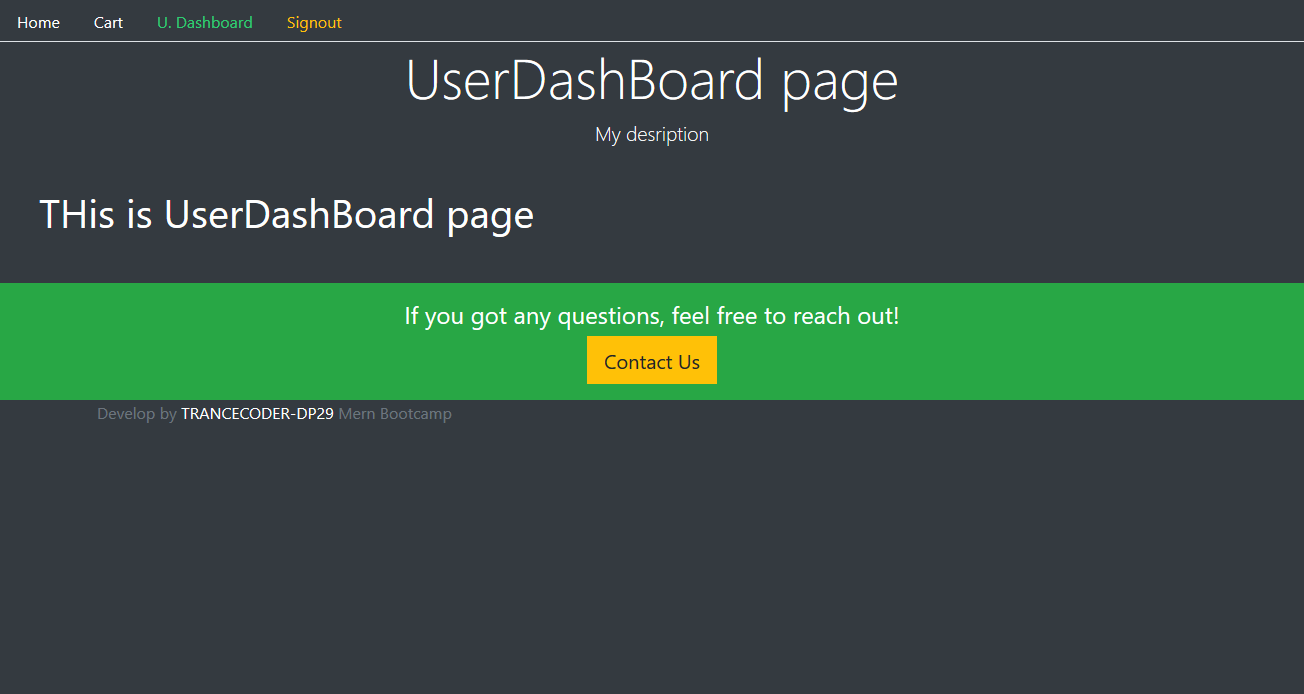 Home Cart U. Dashboard Signout
UserDashBoard page
My desription
THis is UserDashBoard page
If you got any questions, feel free to reach out!
Contact Us
Develop by TRANCECODER-DP29 Mern Bootcamp